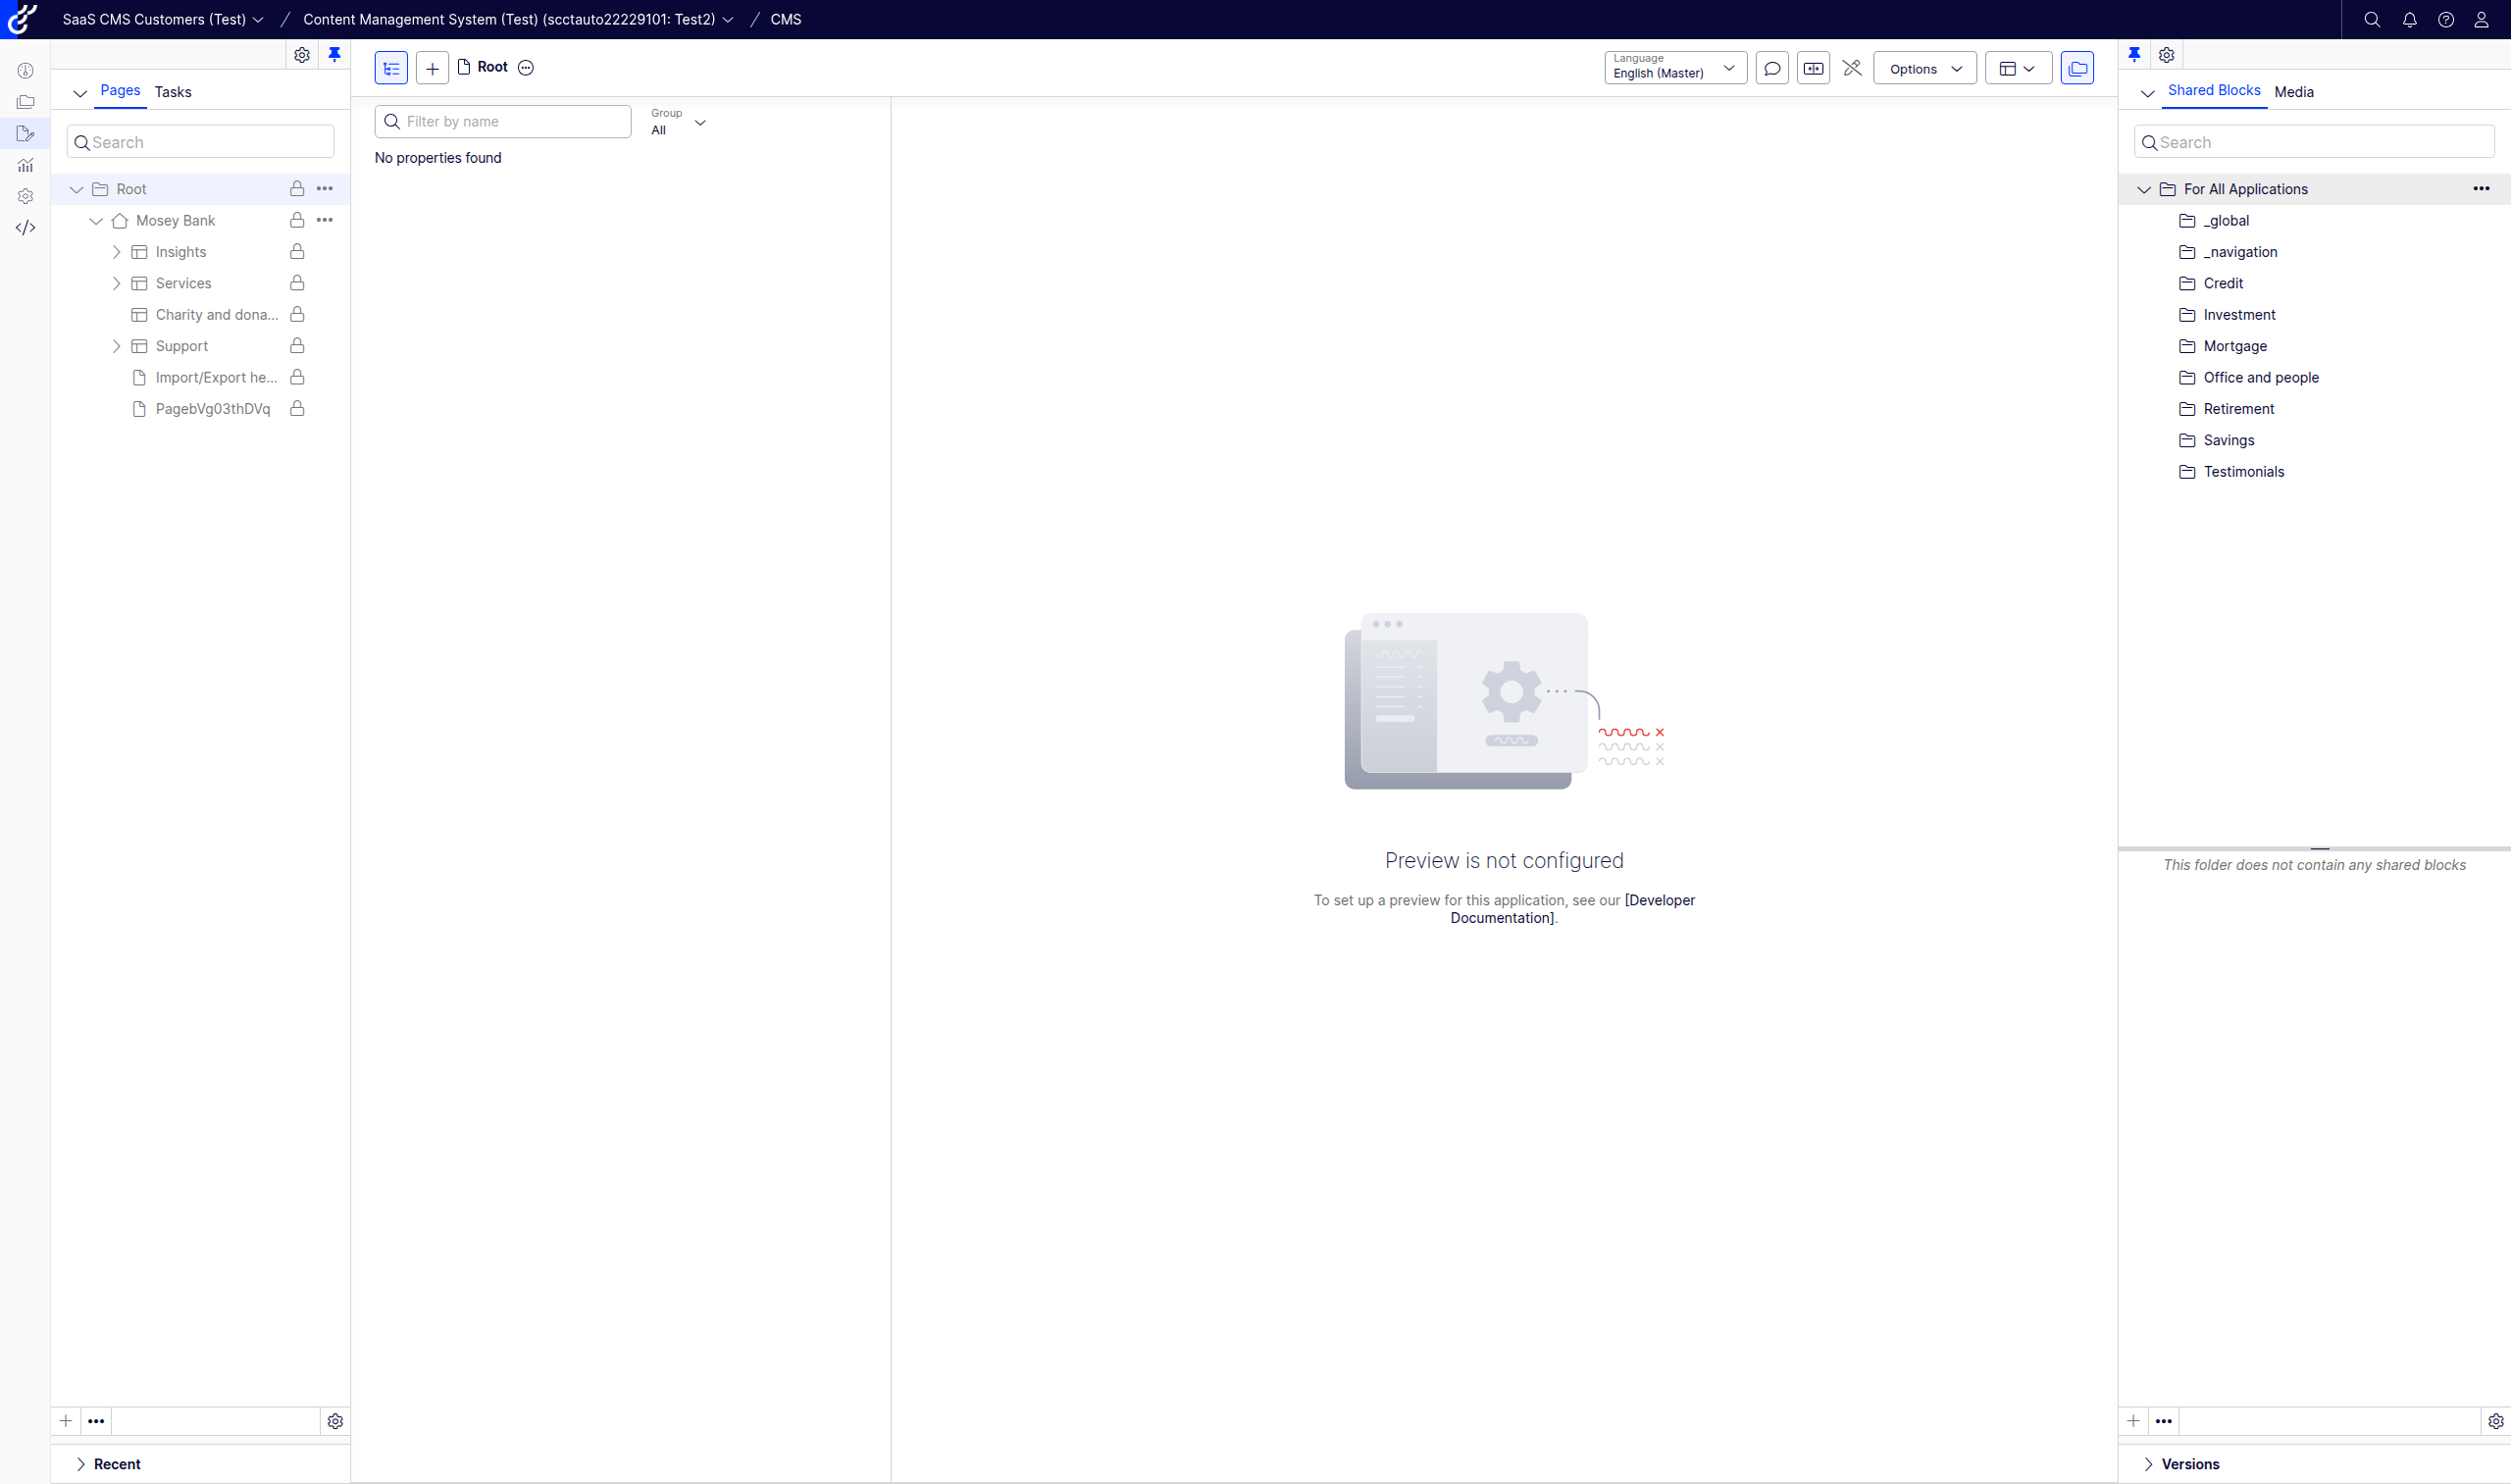 SaaS CMS Customers (Test) / Content Management System (Test) (scctauto22229101: Test2) / CMS
Pages Tasks
Search
Root
Mosey Bank
Insights
Services
Charity and dona...
Support
Import/Export he...
PagebVg03thDVq
Recent
Root
Language
English (Master)
Options
Filter by name
Group
All
No properties found
Preview is not configured
To set up a preview for this application, see our [Developer
Documentation].
Shared Blocks Media
Search
For All Applications
_global
_navigation
Credit
Investment
Mortgage
Office and people
Retirement
Savings
Testimonials
This folder does not contain any shared blocks
Versions